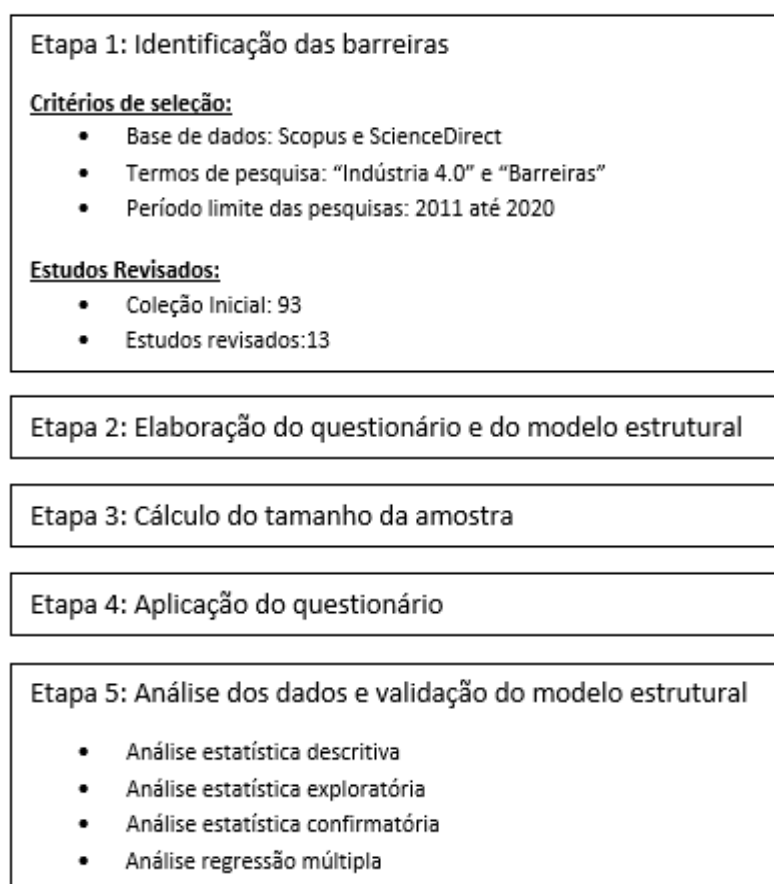 Etapa 1: Identificação das barreiras
Critérios de seleção:
• Base de dados: Scopus e ScienceDirect
• Termos de pesquisa: “Indústria 4.0” e “Barreiras”
• Período limite das pesquisas: 2011 até 2020
Estudos Revisados:
• Coleção Inicial: 93
• Estudos revisados:13
Etapa 2: Elaboração do questionário e do modelo estrutural
Etapa 3: Cálculo do tamanho da amostra
Etapa 4: Aplicação do questionário
Etapa 5: Análise dos dados e validação do modelo estrutural
• Análise estatística descritiva
• Análise estatística exploratória
• Análise estatística confirmatória
• Análise regressão múltipla